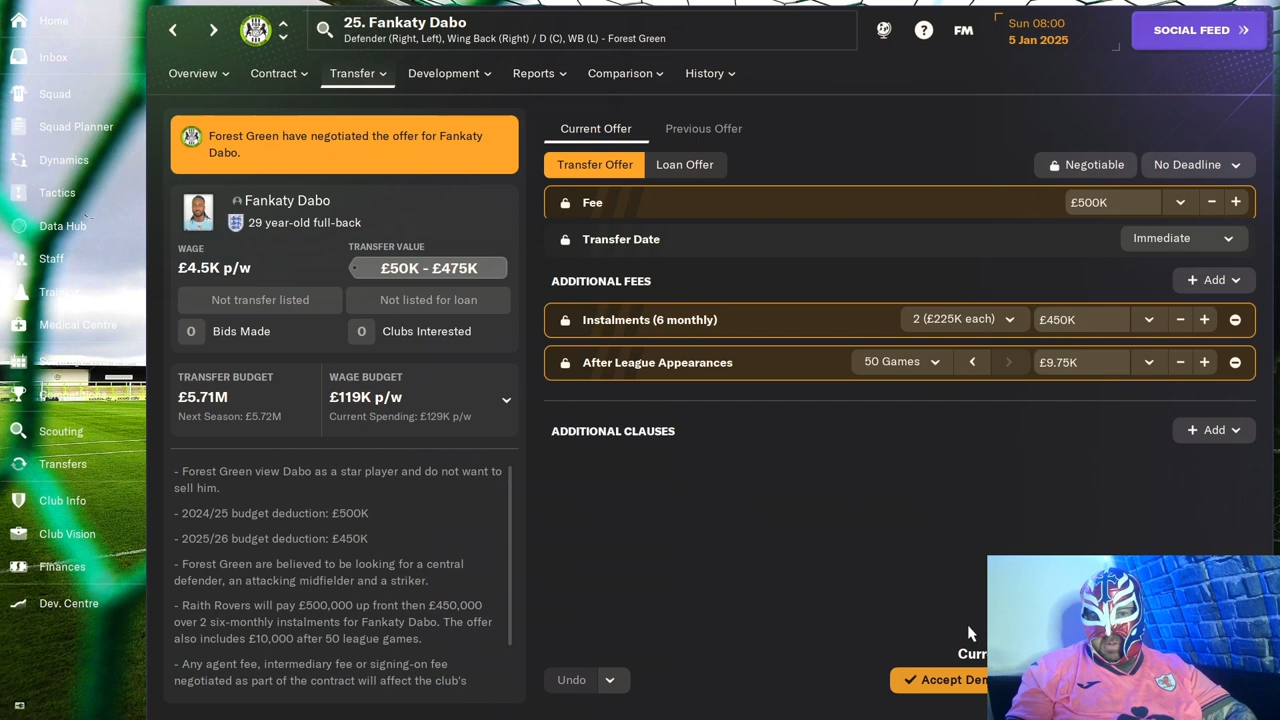 Home
Inbox
Squad
Squad Planner
Dynamics
Tactics
Data Hub
Staff
Medical Centre
Scouting
Transfers
Club Info
Club Vision
Finances
Dev. Centre
25. Fankaty Dabo
Defender (Right, Left), Wing Back (Right) / D (C), WB (L) - Forest Green
?
FM
Sun 08:00
5 Jan 2025
SOCIAL FEED
Overview
Contract
Transfer
Development
Reports
Comparison
History
Forest Green have negotiated the offer for Fankaty
Dabo.
Fankaty Dabo
29 year-old full-back
WAGE
£4.5K p/w
TRANSFER VALUE
£50K - £475K
Not transfer listed
Not listed for loan
0 Bids Made
0 Clubs Interested
TRANSFER BUDGET
£5.71M
Next Season: £5.72M
WAGE BUDGET
£119K p/w
Current Spending: £129K p/w
- Forest Green view Dabo as a star player and do not want to
sell him.
- 2024/25 budget deduction: £500K
- 2025/26 budget deduction: £450K
- Forest Green are believed to be looking for a central
defender, an attacking midfielder and a striker.
- Raith Rovers will pay £500,000 up front then £450,000
over 2 six-monthly instalments for Fankaty Dabo. The offer
also includes £10,000 after 50 league games.
- Any agent fee, intermediary fee or signing-on fee
negotiated as part of the contract will affect the club's
Current Offer
Previous Offer
Transfer Offer
Loan Offer
Negotiable
No Deadline
Fee
£500K
Transfer Date
Immediate
ADDITIONAL FEES
+ Add
Instalments (6 monthly)
2 (£225K each)
£450K
After League Appearances
50 Games
£9.75K
ADDITIONAL CLAUSES
+ Add
Curr
Undo
Accept Dem